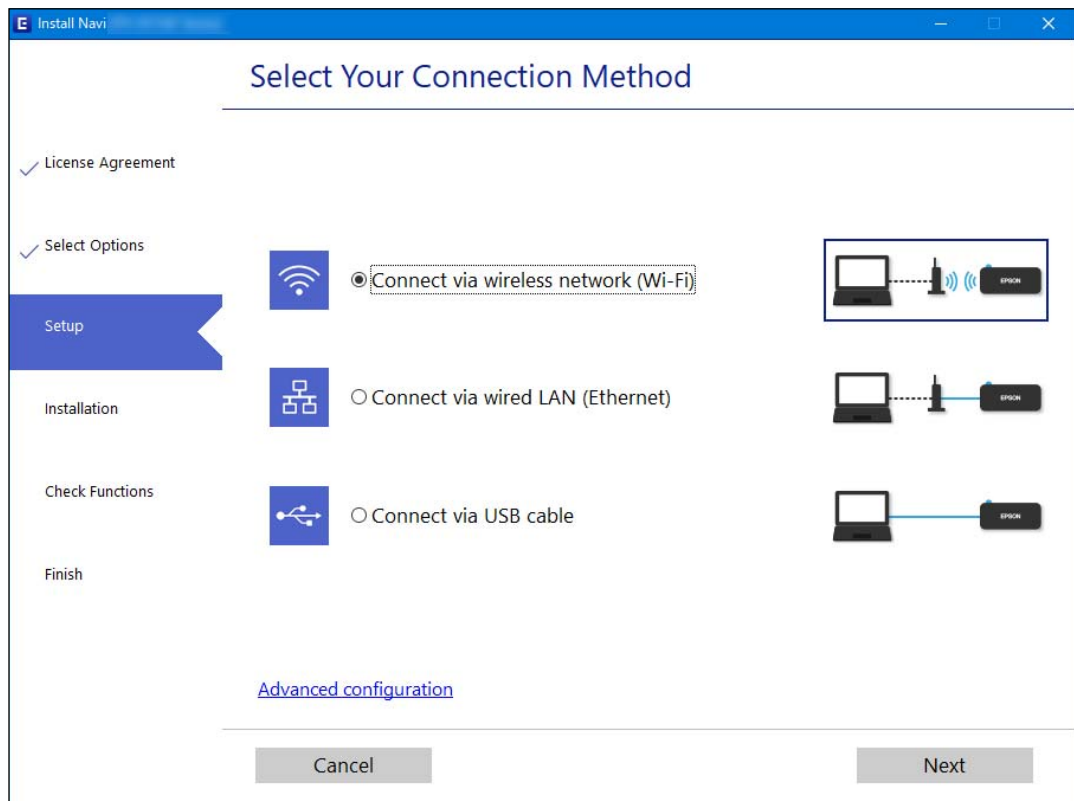 E Install Navi
Select Your Connection Method
License Agreement
Select Options
Setup
Installation
Check Functions
Finish
Connect via wireless network (Wi-Fi)
EPSON
Connect via wired LAN (Ethernet)
EPSON
Connect via USB cable
EPSON
Advanced configuration
Cancel
Next